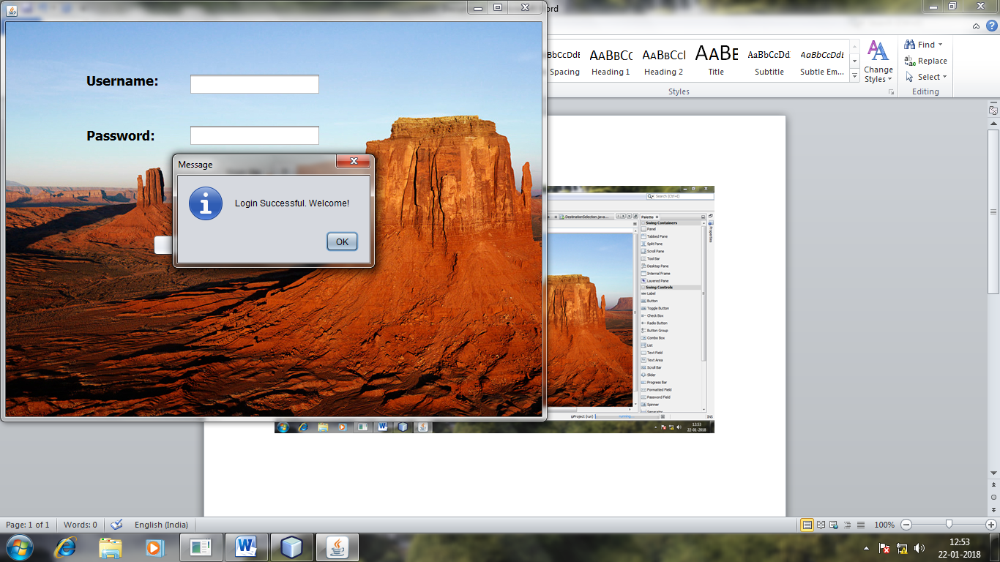 ord
Username:
Password:
Message
Login Successful. Welcome!
OK
BbCcDdE
AaBbCc
AaBbCcI
AaBb
AaBbCcDd
AaBbCcDdE
Spacing
Heading 1
Heading 2
Title
Subtitle
Subtle Em...
Change
Styles
Find
Replace
Select
Styles
Editing
Search (Ctrl+I)
DestinationSelection.java...
Palette
Properties
Swing Containers
Panel
Tabbed Pane
Split Pane
Scroll Pane
Tool Bar
Desktop Pane
Internal Frame
Layered Pane
Swing Controls
Label
Button
Toggle Button
Check Box
Radio Button
Button Group
Combo Box
List
Text Field
Text Area
Scroll Bar
Slider
Progress Bar
Formatted Field
Password Field
Spinner
Separator
ipProject (run)
running...
INS
12:53
22-01-2018
Page: 1 of 1
Words: 0
English (India)
100%
12:53
22-01-2018